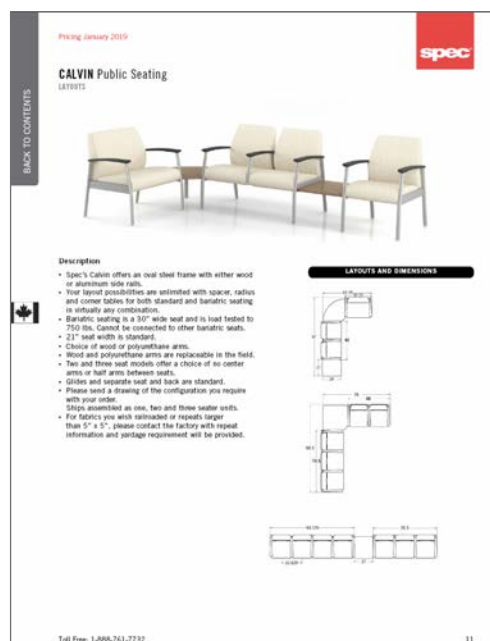 Pricing January 2019
spec
CALVIN Public Seating
LAYOUTS
BACK TO CONTENTS
Description
• Spec's Calvin offers an oval steel frame with either wood
or aluminum side rails.
• Your layout possibilities are unlimited with spacer, radius
and corner tables for both standard and bariatric seating
in virtually any combination.
• Bariatric seating is a 30" wide seat and is load tested to
750 lbs. Cannot be connected to other bariatric seats.
• 21" seat width is standard.
• Choice of wood or polyurethane arms.
• Wood and polyurethane arms are replaceable in the field.
• Two and three seat models offer a choice of no center
arms or half arms between seats.
• Glides and separate seat and back are standard.
• Please send a drawing of the configuration you require
with your order.
Ships assembled as one, two and three seater units.
• For fabrics you wish railroaded or repeats larger
than 5" x 5", please contact the factory with repeat
information and yardage requirement will be provided.
LAYOUTS AND DIMENSIONS
Toll Free: 1-888-761-7732
11